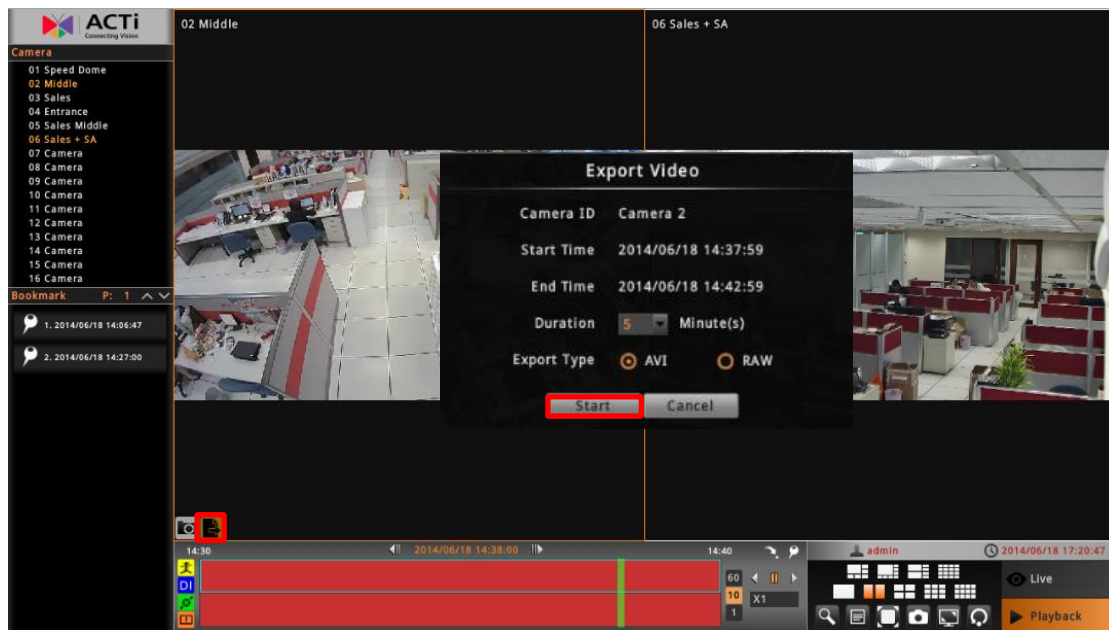 ACTi
Connecting Vision
Camera
01 Speed Dome
02 Middle
03 Sales
04 Entrance
05 Sales Middle
06 Sales + SA
07 Camera
08 Camera
09 Camera
10 Camera
11 Camera
12 Camera
13 Camera
14 Camera
15 Camera
16 Camera
Bookmark P: 1
1. 2014/06/18 14:06:47
2. 2014/06/18 14:27:00
02 Middle
06 Sales + SA
Export Video
Camera ID Camera 2
Start Time 2014/06/18 14:37:59
End Time 2014/06/18 14:42:59
Duration 5 Minute(s)
Export Type AVI RAW
Start Cancel
14:30 2014/06/18 14:38:00 14:40
DI
60
10 X1
1
admin 2014/06/18 17:20:47
Live
Playback